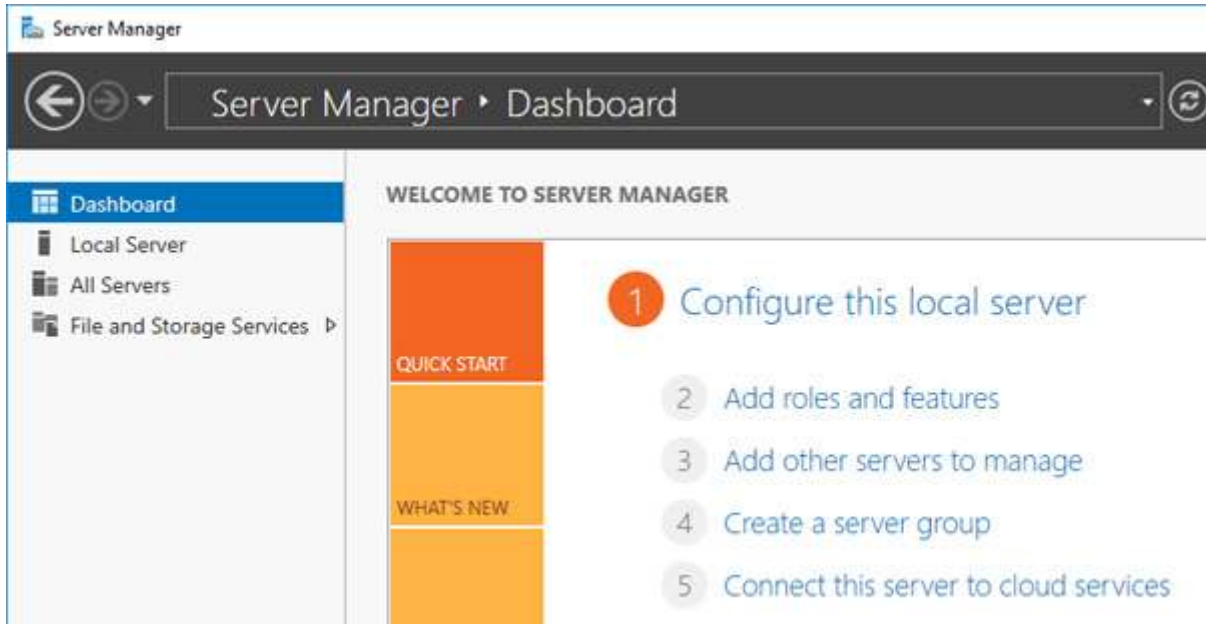 Server Manager
Server Manager ‣ Dashboard
Dashboard
Local Server
All Servers
File and Storage Services
WELCOME TO SERVER MANAGER
QUICK START
WHAT'S NEW
1 Configure this local server
2 Add roles and features
3 Add other servers to manage
4 Create a server group
5 Connect this server to cloud services